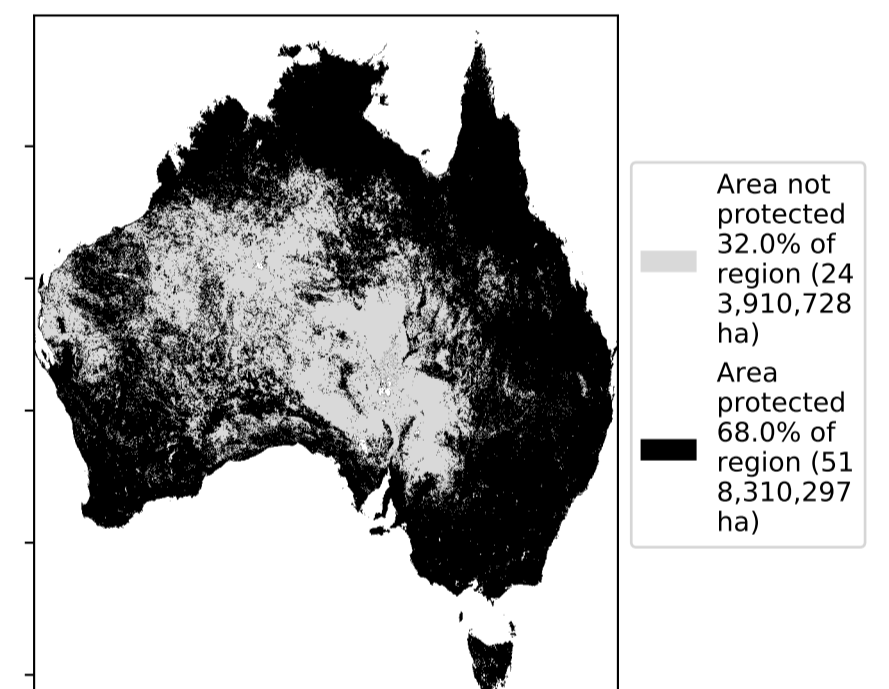 Area not
protected
32.0% of
region (24
3,910,728
ha)
Area
protected
68.0% of
region (51
8,310,297
ha)